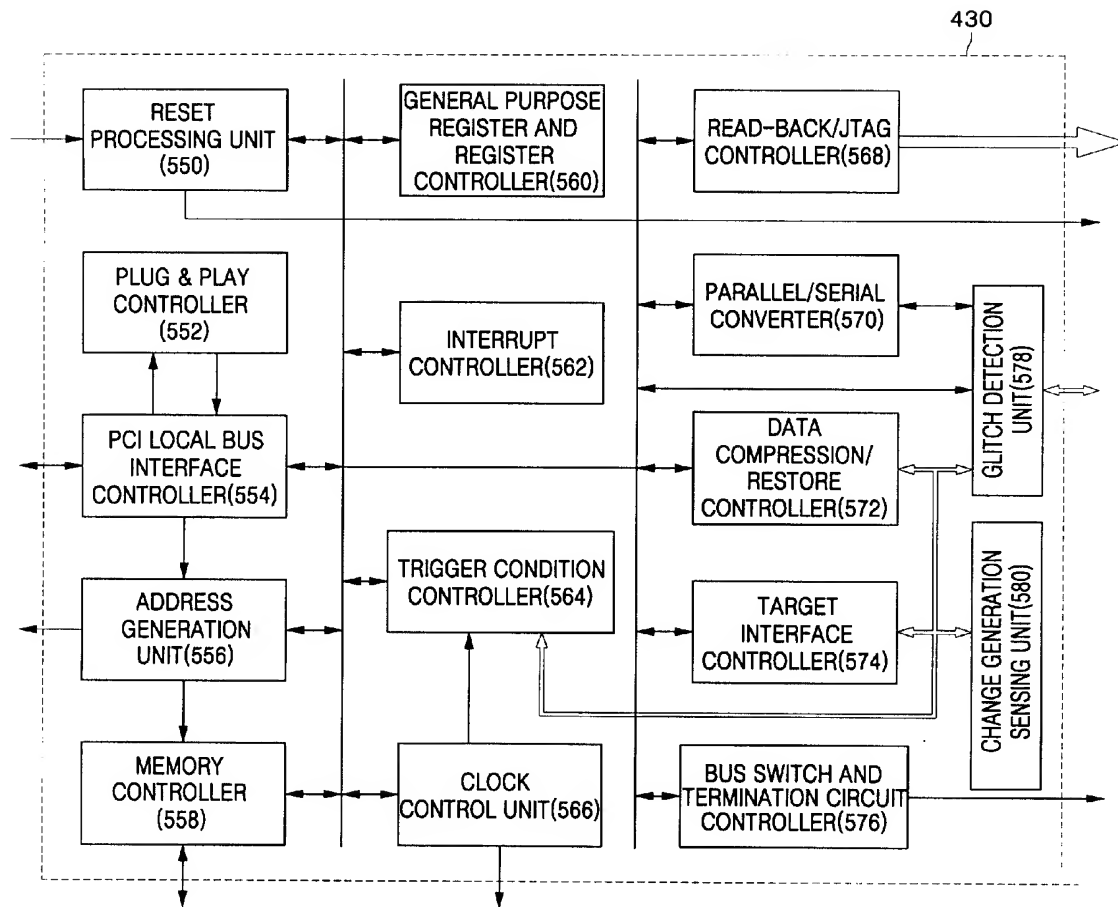 430
RESET
PROCESSING UNIT
(550)
GENERAL PURPOSE
REGISTER AND
REGISTER
CONTROLLER(560)
READ-BACK/JTAG
CONTROLLER(568)
PLUG & PLAY
CONTROLLER
(552)
INTERRUPT
CONTROLLER(562)
PARALLEL/SERIAL
CONVERTER(570)
GLITCH DETECTION
UNIT(578)
PCI LOCAL BUS
INTERFACE
CONTROLLER(554)
DATA
COMPRESSION/
RESTORE
CONTROLLER(572)
ADDRESS
GENERATION
UNIT(556)
TRIGGER CONDITION
CONTROLLER(564)
TARGET
INTERFACE
CONTROLLER(574)
CHANGE GENERATION
SENSING UNIT(580)
MEMORY
CONTROLLER
(558)
CLOCK
CONTROL UNIT(566)
BUS SWITCH AND
TERMINATION CIRCUIT
CONTROLLER(576)